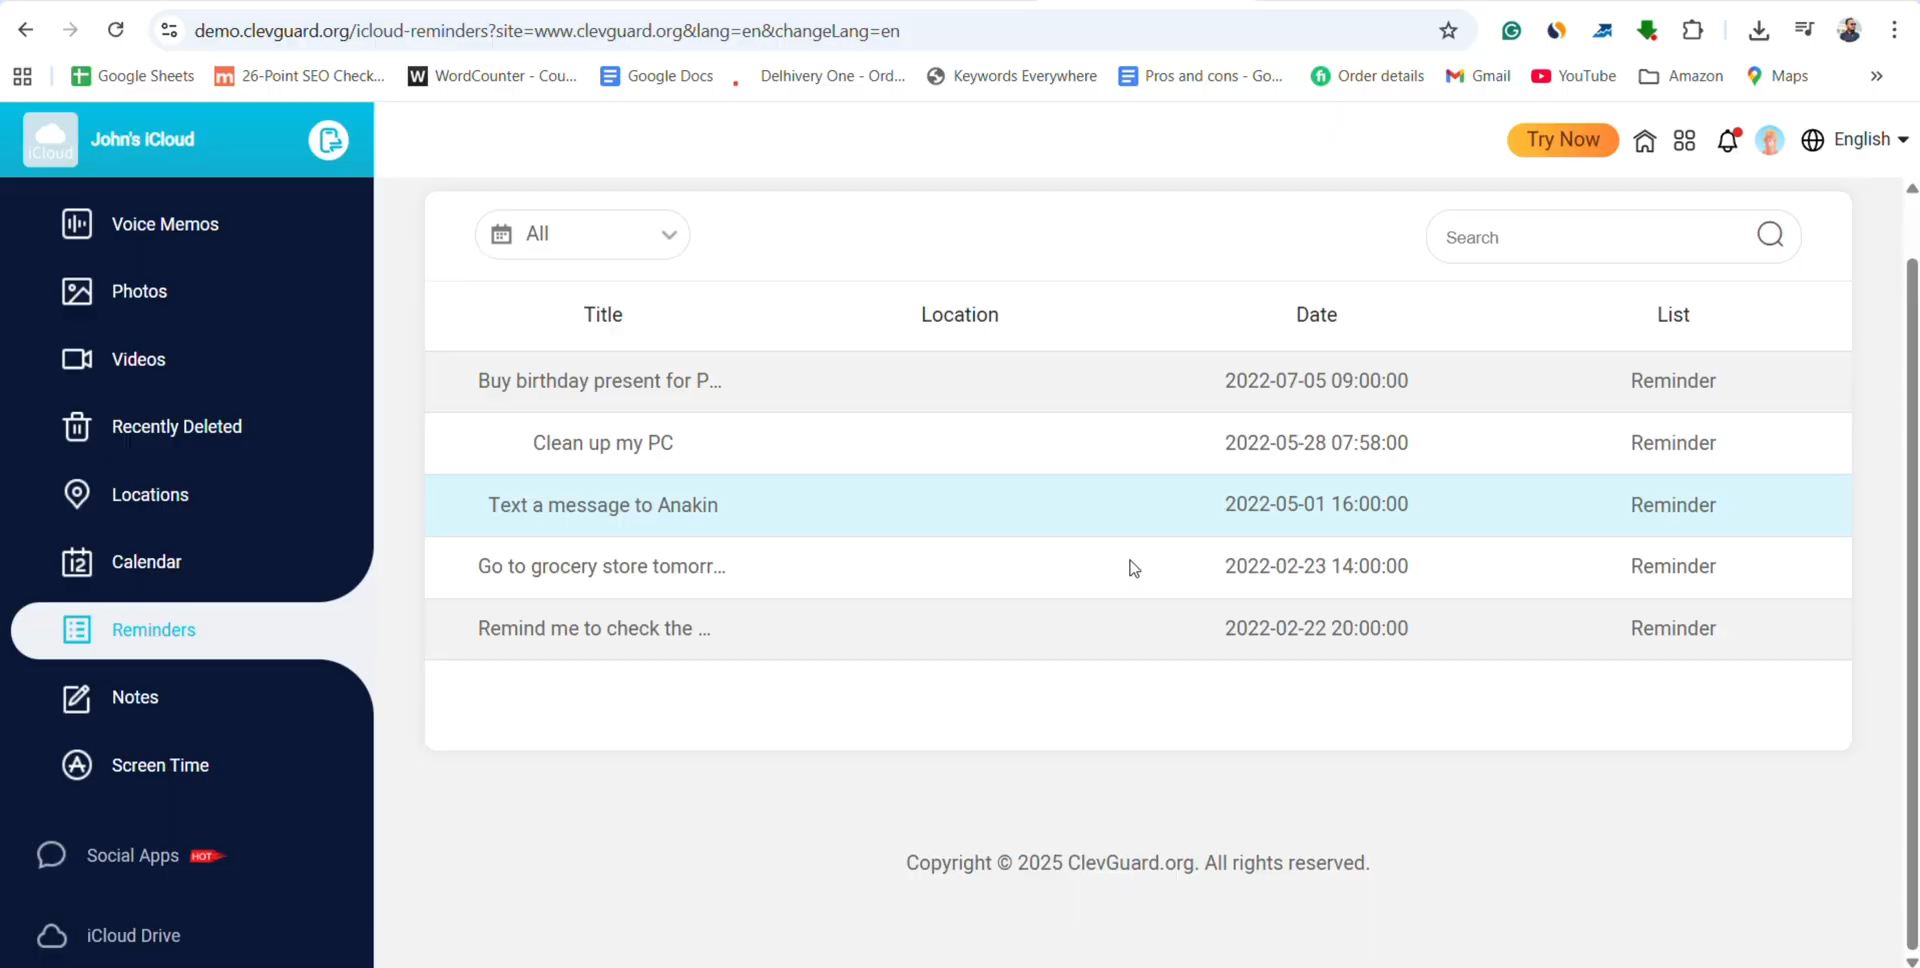 demo.clevguard.org/icloud-reminders?site=www.clevguard.org&lang=en&changeLang=en
Google Sheets
26-Point SEO Check...
WordCounter - Cou...
Google Docs
Delhivery One - Ord...
Keywords Everywhere
Pros and cons - Go...
Order details
Gmail
YouTube
Amazon
Maps
»
iCloud
John's iCloud
Try Now
English
Voice Memos
Photos
Videos
Recently Deleted
Locations
12
Calendar
Reminders
Notes
Screen Time
Social Apps HOT
iCloud Drive
All
Search
Title Location Date List
Buy birthday present for P... 2022-07-05 09:00:00 Reminder
Clean up my PC 2022-05-28 07:58:00 Reminder
Text a message to Anakin 2022-05-01 16:00:00 Reminder
Go to grocery store tomorr... 2022-02-23 14:00:00 Reminder
Remind me to check the ... 2022-02-22 20:00:00 Reminder
Copyright © 2025 ClevGuard.org. All rights reserved.